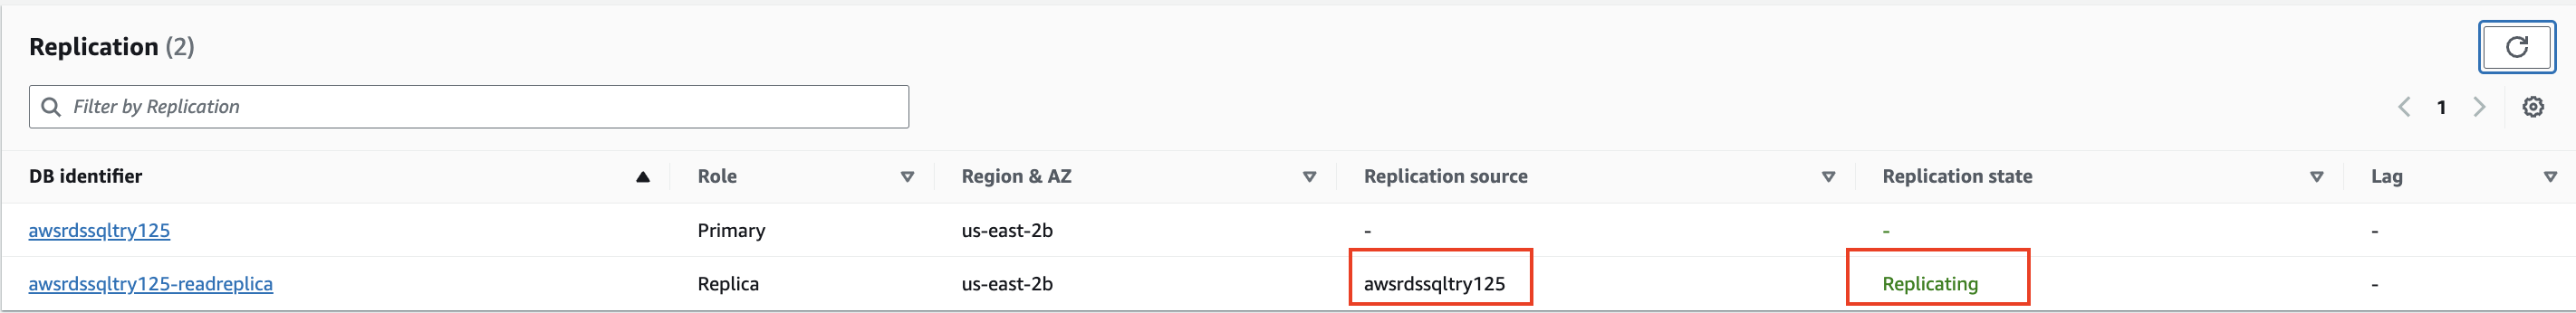 Replication (2)
Filter by Replication
1
DB identifier Role Region & AZ Replication source Replication state Lag
awsrdssqltry125 Primary us-east-2b - - -
awsrdssqltry125-readreplica Replica us-east-2b awsrdssqltry125 Replicating -